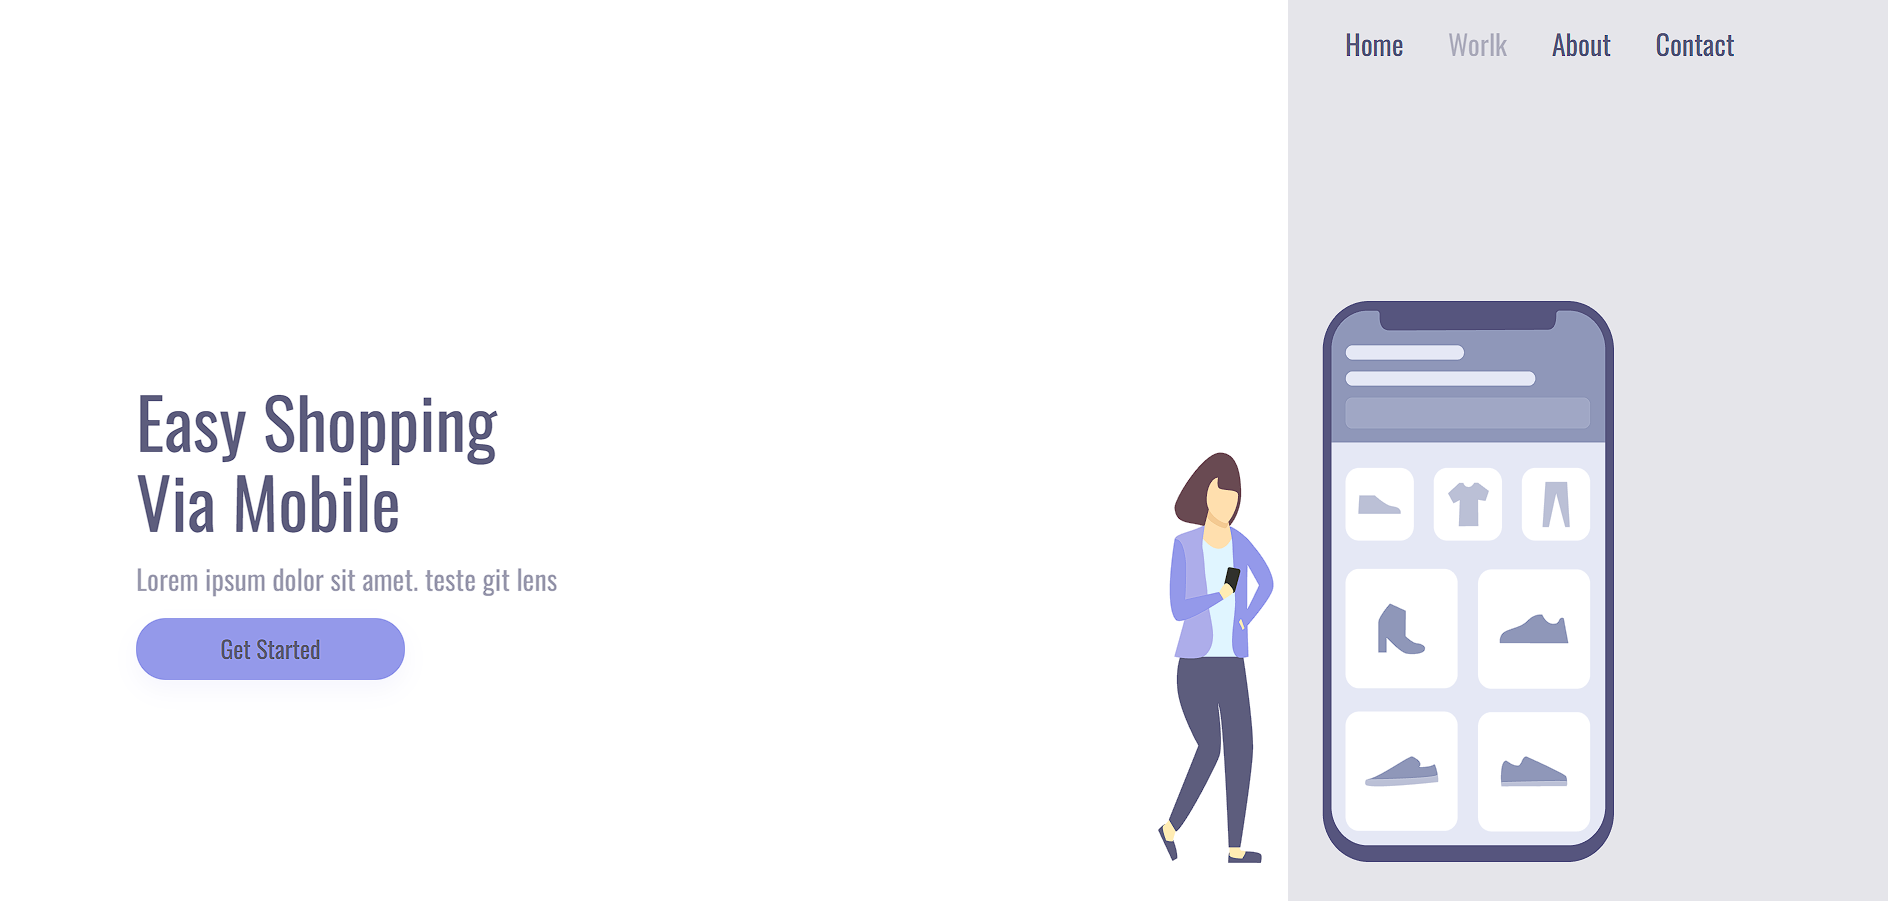 Home Worlk About Contact
Easy Shopping
Via Mobile
Lorem ipsum dolor sit amet. teste git lens
Get Started